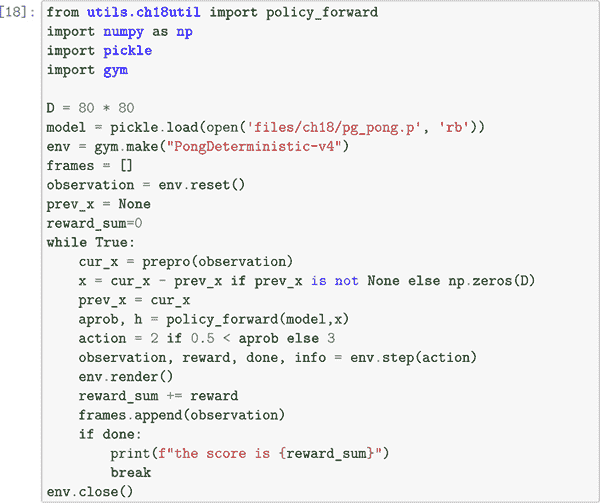 [18]: from utils.ch18util import policy_forward
import numpy as np
import pickle
import gym

D = 80 * 80
model = pickle.load(open('files/ch18/pg_pong.p', 'rb'))
env = gym.make("PongDeterministic-v4")
frames = []
observation = env.reset()
prev_x = None
reward_sum=0
while True:
    cur_x = prepro(observation)
    x = cur_x - prev_x if prev_x is not None else np.zeros(D)
    prev_x = cur_x
    aprob, h = policy_forward(model,x)
    action = 2 if 0.5 < aprob else 3
    observation, reward, done, info = env.step(action)
    env.render()
    reward_sum += reward
    frames.append(observation)
    if done:
        print(f"the score is {reward_sum}")
        break
env.close()